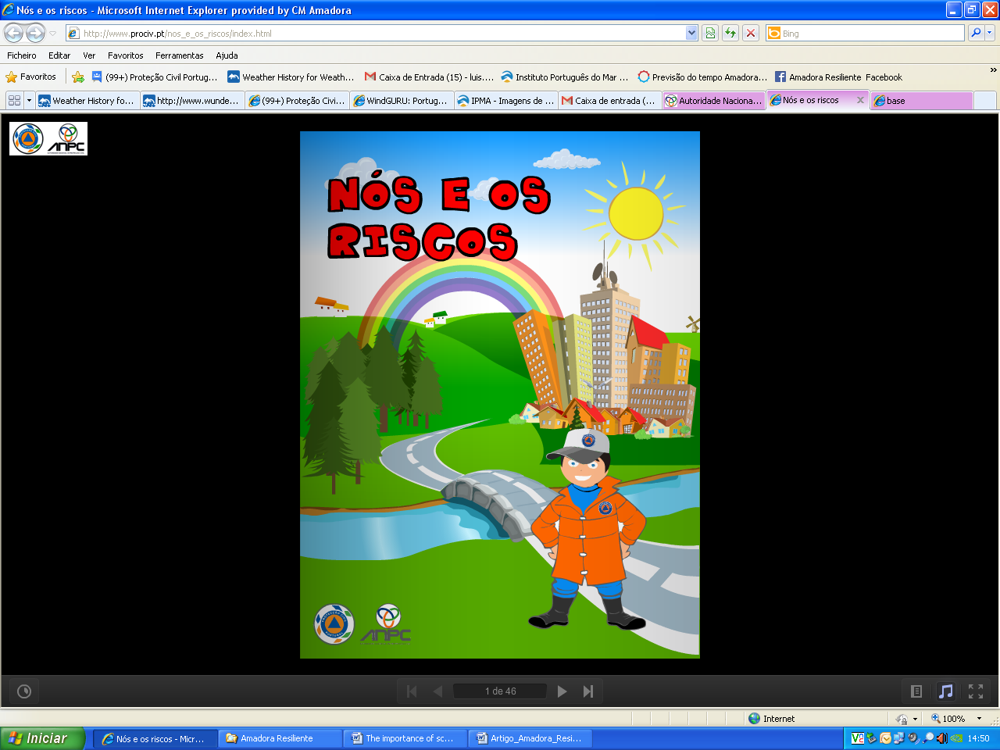 Nós e os riscos - Microsoft Internet Explorer provided by CM Amadora
http://www.prociv.pt/nos_e_os_riscos/index.html
Bing
Ficheiro Editar Ver Favoritos Ferramentas Ajuda
Favoritos (99+) Proteção Civil Portug... Weather History for Weath... Caixa de Entrada (15) - luis.... Instituto Português do Mar ... Previsão do tempo Amadora... Amadora Resiliente Facebook
Weather History fo... http://www.wunde... (99+) Proteção Civi... WindGURU: Portug... IPMA - Imagens de ... Caixa de entrada (... Autoridade Naciona... Nós e os riscos base
ANPC
NÓS E OS
RISCOS
ANPC
1 de 46
Internet 100%
Iniciar Nós e os riscos - Micr... Amadora Resiliente The importance of sc... Artigo_Amadora_Resi... 14:50